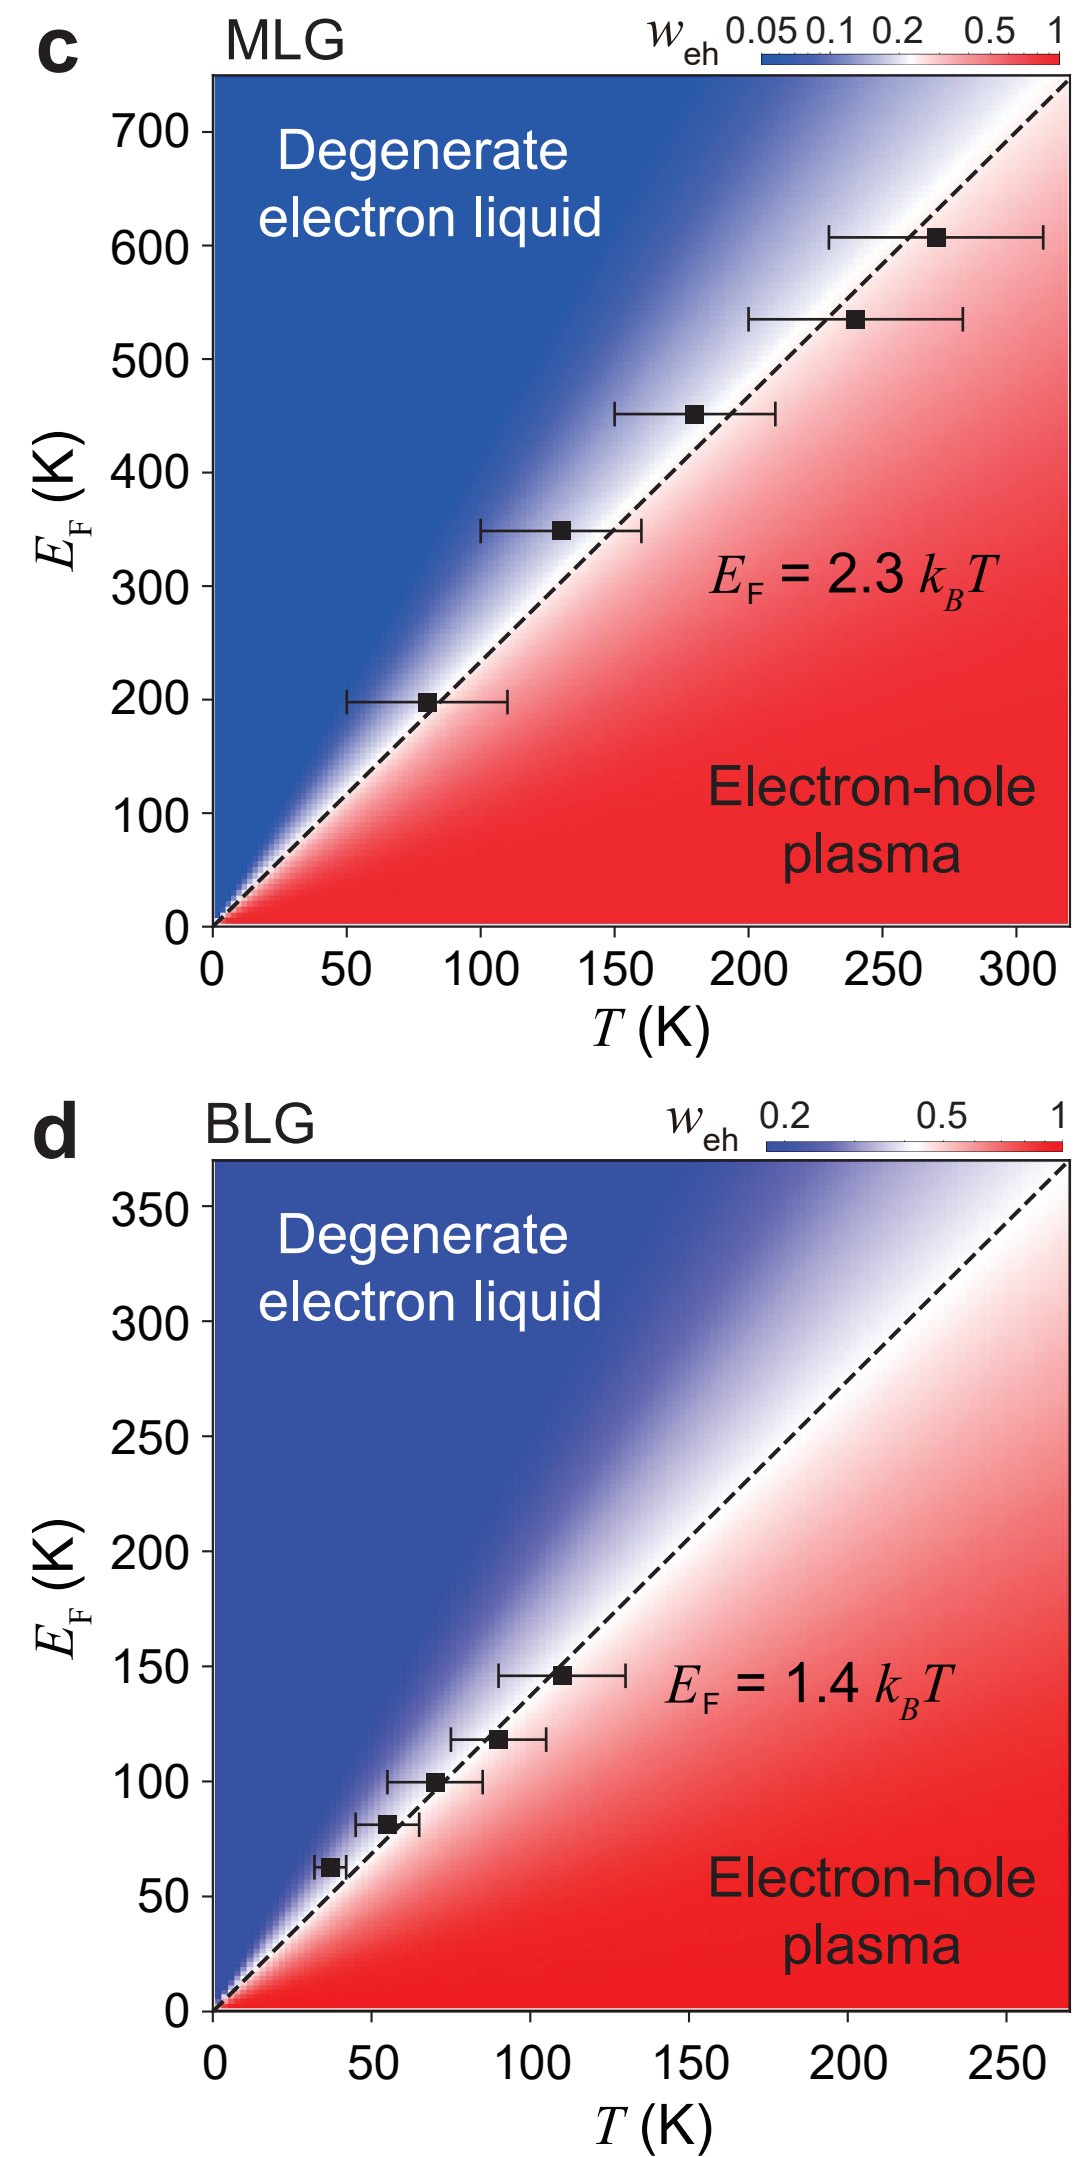 c MLG w_eh 0.05 0.1 0.2 0.5 1
700
600
500
400
300
200
100
0
E_F (K)
Degenerate
electron liquid
E_F = 2.3 k_BT
Electron-hole
plasma
0 50 100 150 200 250 300
T (K)
d BLG w_eh 0.2 0.5 1
350
300
250
200
150
100
50
0
E_F (K)
Degenerate
electron liquid
E_F = 1.4 k_BT
Electron-hole
plasma
0 50 100 150 200 250
T (K)